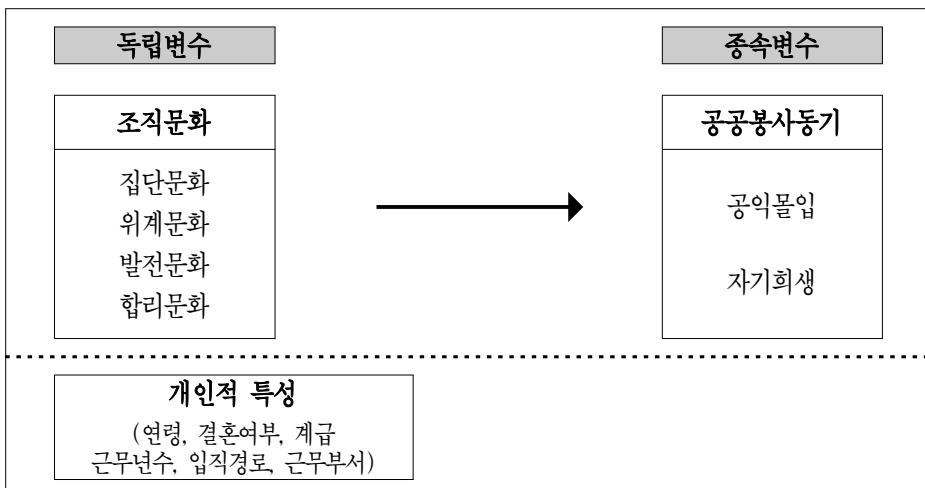 독립변수
종속변수
조직문화
공공봉사동기
집단문화
위계문화
발전문화
합리문화
공익몰입
자기희생
개인적 특성
(연령, 결혼여부, 계급
근무년수, 입직경로, 근무부서)